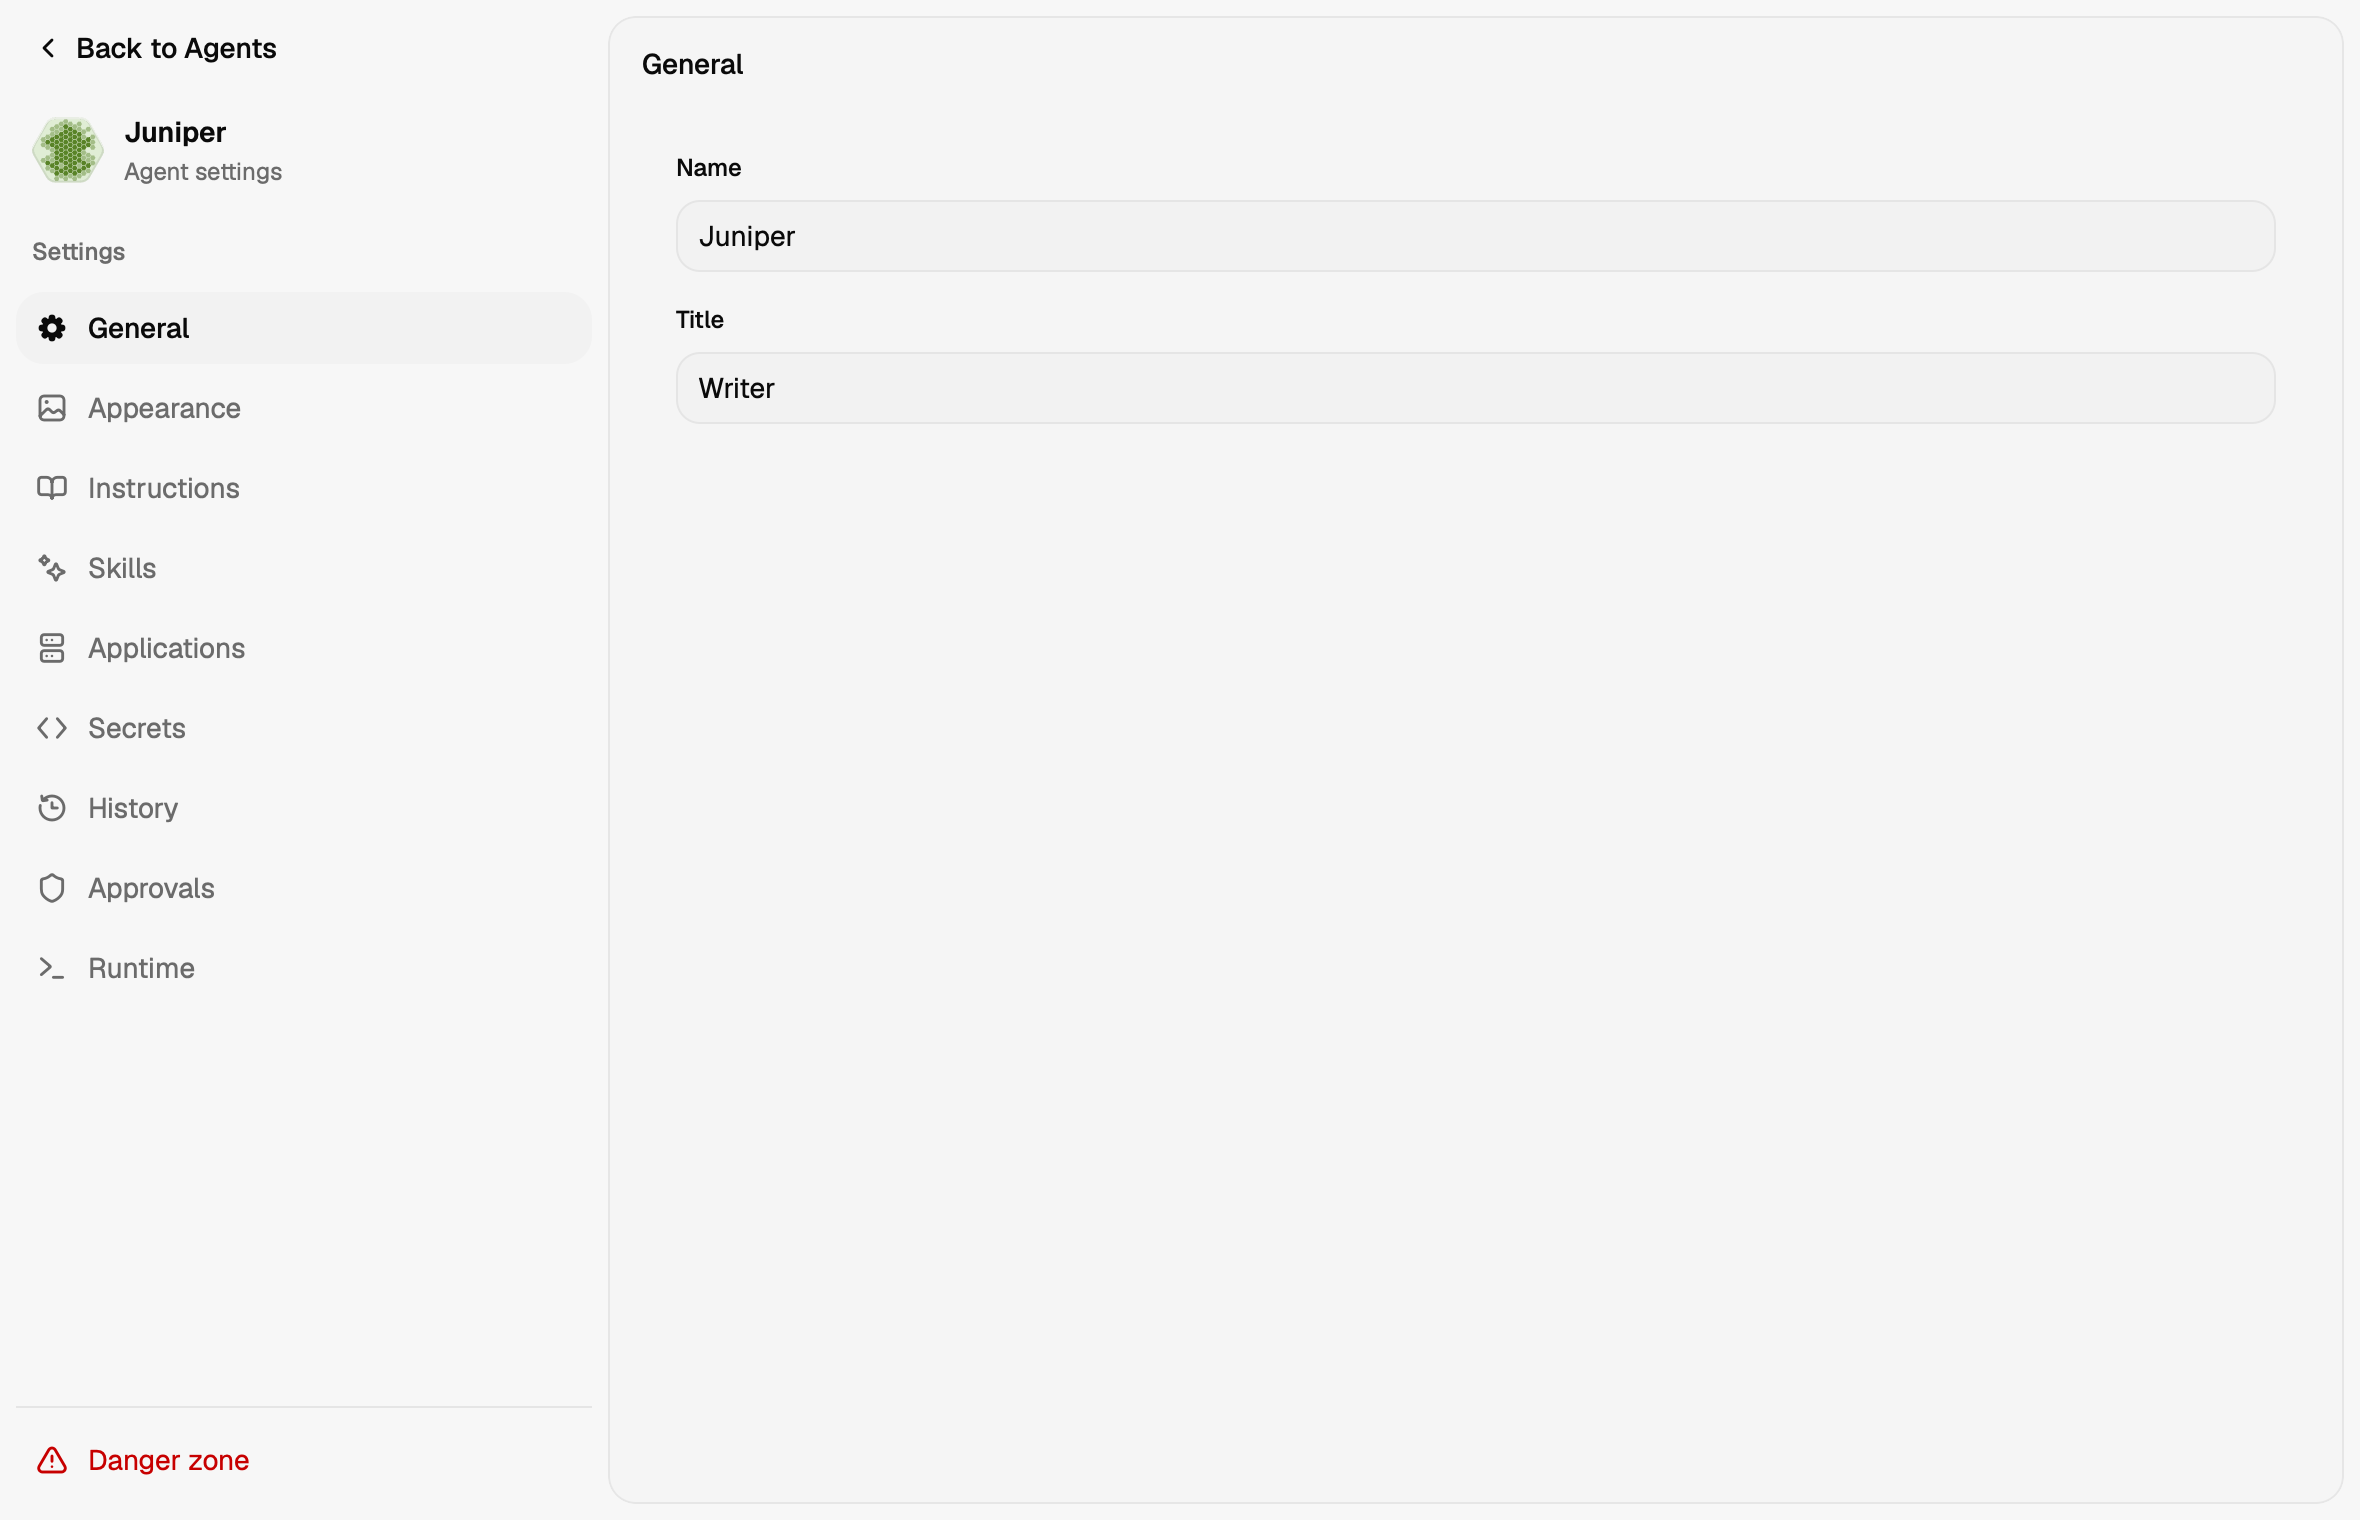 Back to Agents
Juniper
Agent settings
Settings
General
Appearance
Instructions
Skills
Applications
Secrets
History
Approvals
Runtime
Danger zone
General
Name
Juniper
Title
Writer